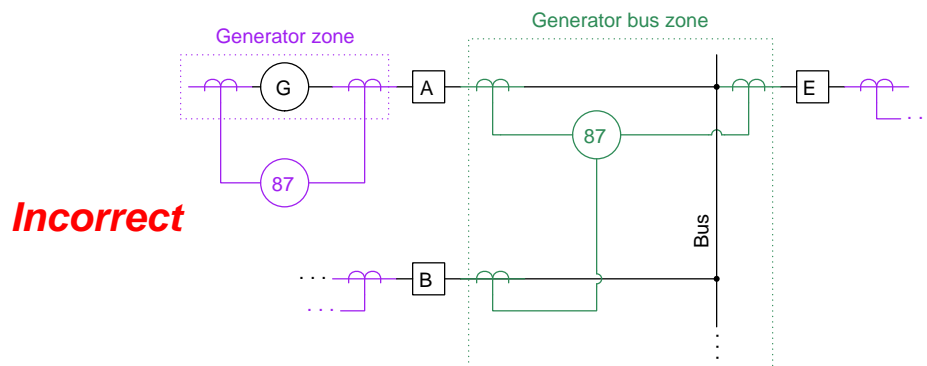 Generator bus zone
Generator zone
G
A
E
87
87
Incorrect
Bus
B